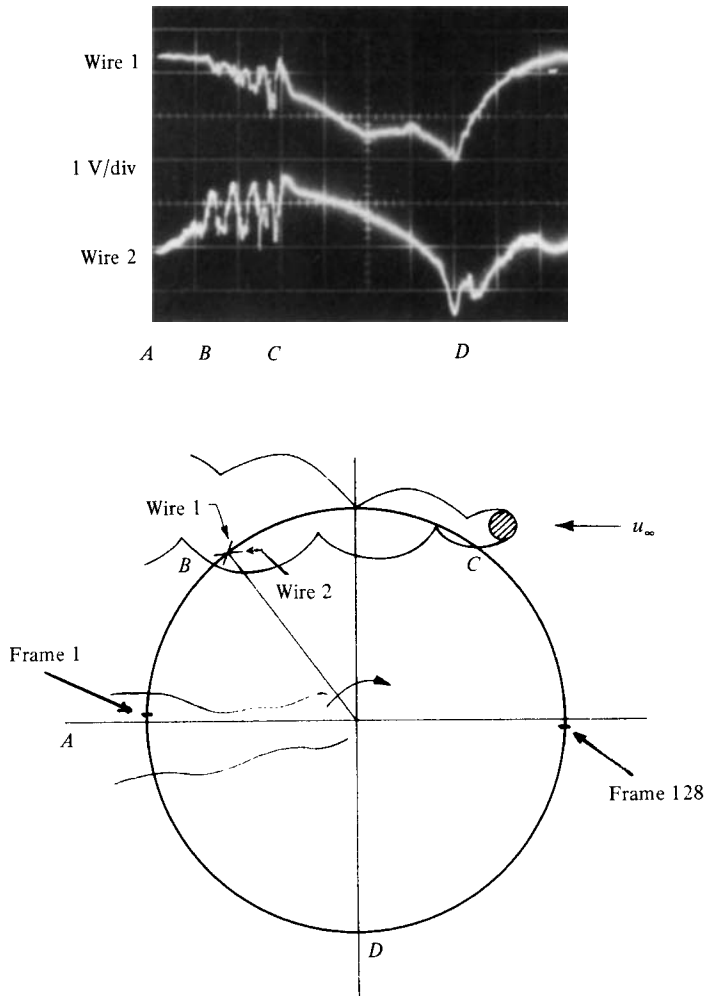 Wire 1
1 V/div
Wire 2
A B C D
Wire 1
u∞
B
C
Wire 2
Frame 1
A
Frame 128
D